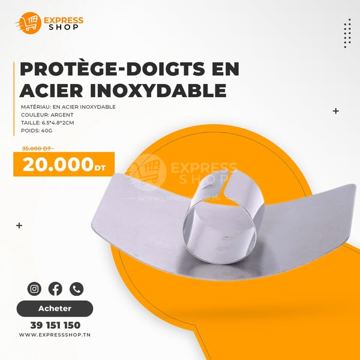 EXPRESS
SHOP
PROTÈGE-DOIGTS EN
ACIER INOXYDABLE
MATÉRIAU: EN ACIER INOXYDABLE
COULEUR: ARGENT
TAILLE: 6.5*4.8*2CM
POIDS: 40G
35.000 DT
20.000DT
EXPRESS
SHOP
Acheter
39 151 150
WWW.EXPRESSSHOP.TN